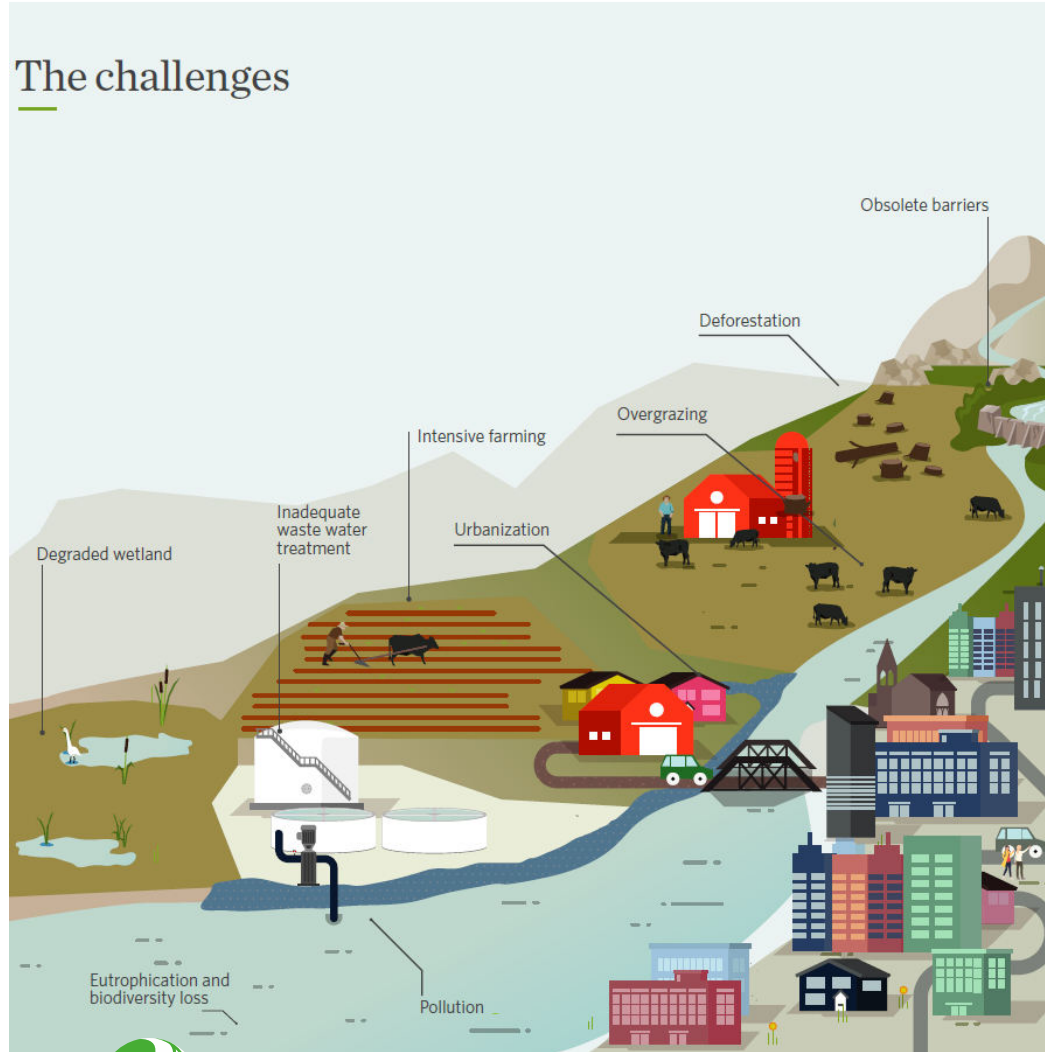 The challenges
Obsolete barriers
Deforestation
Overgrazing
Intensive farming
Inadequate
waste water
treatment
Urbanization
Degraded wetland
Eutrophication and
biodiversity loss
Pollution